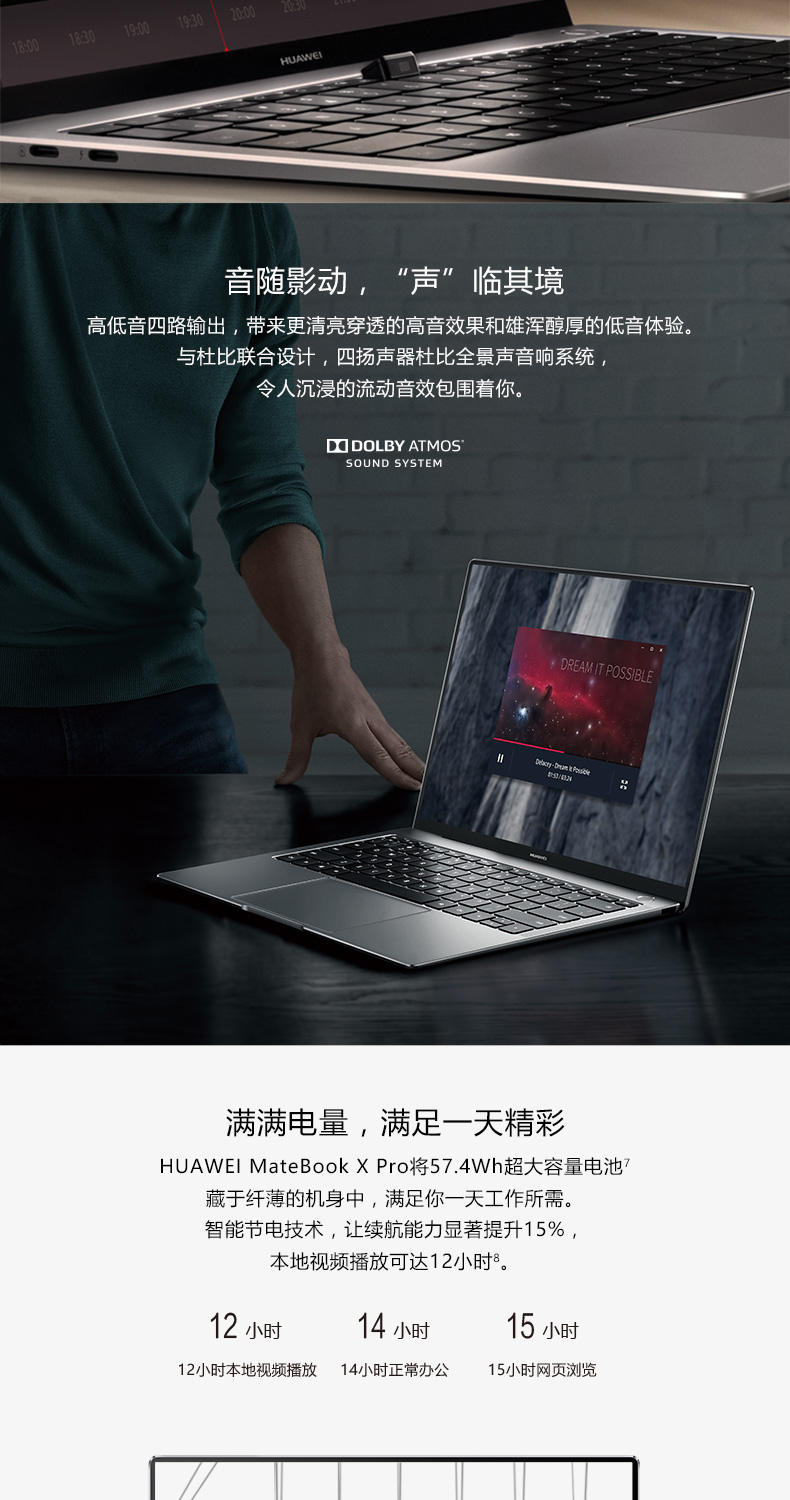 18:00 18:30 19:00 19:30 20:00 20:30
HUAWEI
音随影动，“声”临其境
高低音四路输出，带来更清亮穿透的高音效果和雄浑醇厚的低音体验。
与杜比联合设计，四扬声器杜比全景声音响系统，
令人沉浸的流动音效包围着你。
DOLBY ATMOS®
SOUND SYSTEM
DREAM IT POSSIBLE
Delacey - Dream It Possible
01:53 / 03:24
HUAWEI
满满电量，满足一天精彩
HUAWEI MateBook X Pro将57.4Wh超大容量电池7
藏于纤薄的机身中，满足你一天工作所需。
智能节电技术，让续航能力显著提升15%，
本地视频播放可达12小时8。
12 小时 14 小时 15 小时
12小时本地视频播放 14小时正常办公 15小时网页浏览